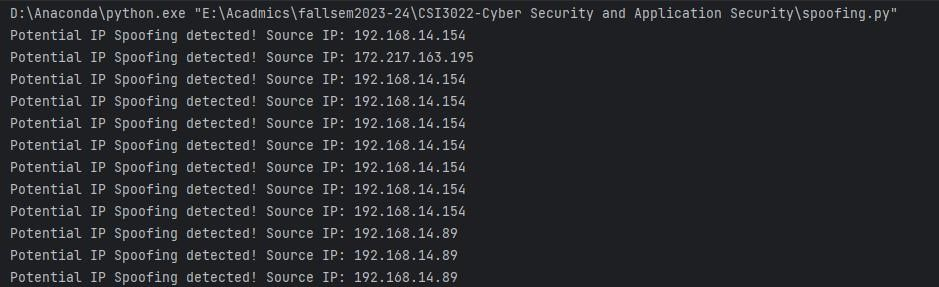 D:\Anaconda\python.exe "E:\Acadmics\fallsem2023-24\CSI3022-Cyber Security and Application Security\spoofing.py"
Potential IP Spoofing detected! Source IP: 192.168.14.154
Potential IP Spoofing detected! Source IP: 172.217.163.195
Potential IP Spoofing detected! Source IP: 192.168.14.154
Potential IP Spoofing detected! Source IP: 192.168.14.154
Potential IP Spoofing detected! Source IP: 192.168.14.154
Potential IP Spoofing detected! Source IP: 192.168.14.154
Potential IP Spoofing detected! Source IP: 192.168.14.154
Potential IP Spoofing detected! Source IP: 192.168.14.154
Potential IP Spoofing detected! Source IP: 192.168.14.154
Potential IP Spoofing detected! Source IP: 192.168.14.89
Potential IP Spoofing detected! Source IP: 192.168.14.89
Potential IP Spoofing detected! Source IP: 192.168.14.89